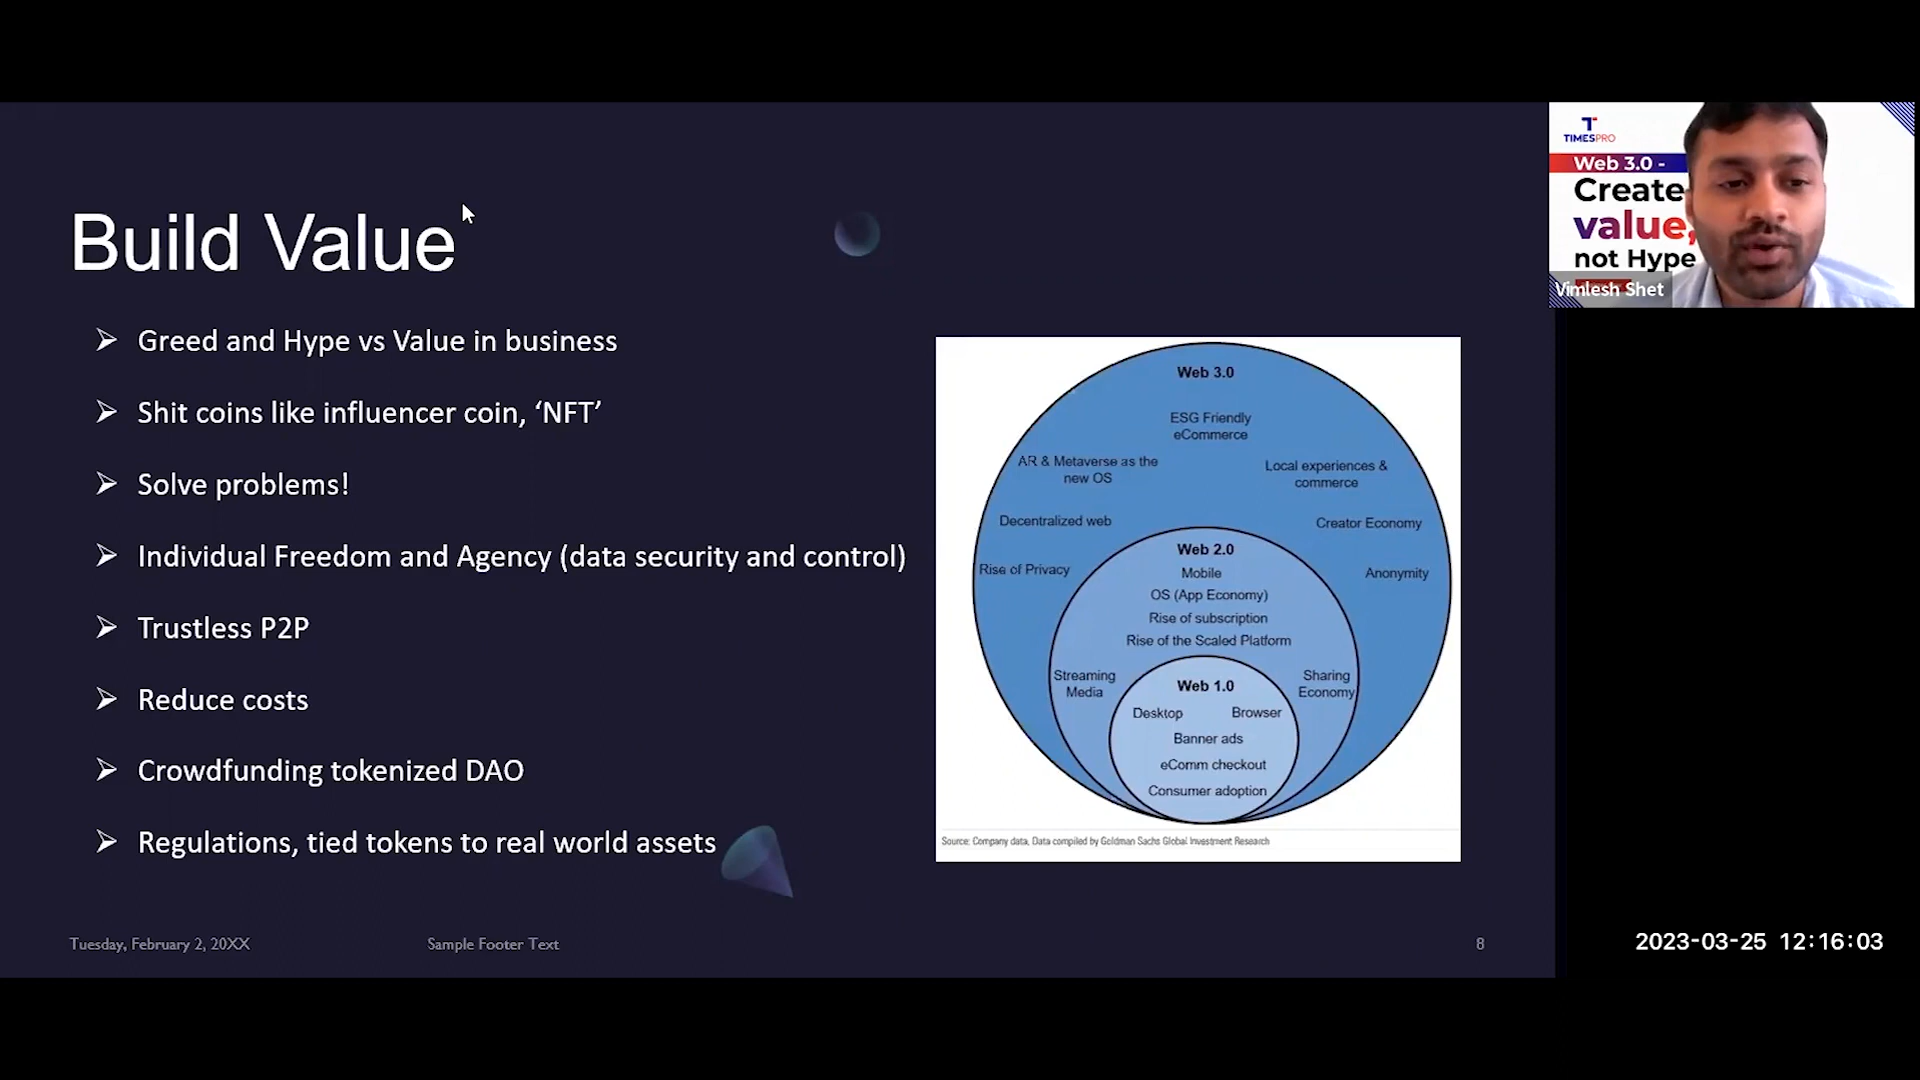 Build Value
Greed and Hype vs Value in business
Shit coins like influencer coin, ‘NFT’
Solve problems!
Individual Freedom and Agency (data security and control)
Trustless P2P
Reduce costs
Crowdfunding tokenized DAO
Regulations, tied tokens to real world assets
Web 3.0
ESG Friendly
eCommerce
AR & Metaverse as the
new OS
Local experiences &
commerce
Decentralized web
Creator Economy
Rise of Privacy
Anonymity
Web 2.0
Mobile
OS (App Economy)
Rise of subscription
Rise of the Scaled Platform
Streaming
Media
Sharing
Economy
Web 1.0
Desktop
Browser
Banner ads
eComm checkout
Consumer adoption
Source: Company data, Data compiled by Goldman Sachs Global Investment Research
Tuesday, February 2, 20XX
Sample Footer Text
8
T
TIMESPRO
Web 3.0 -
Create
value,
not Hype
Vimlesh Shet
2023-03-25 12:16:03